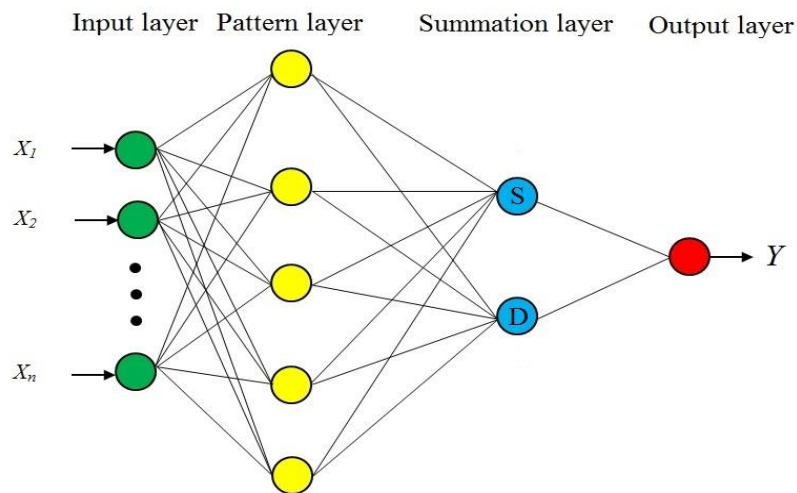 Input layer Pattern layer Summation layer Output layer
X1
S
X2
Y
D
Xn